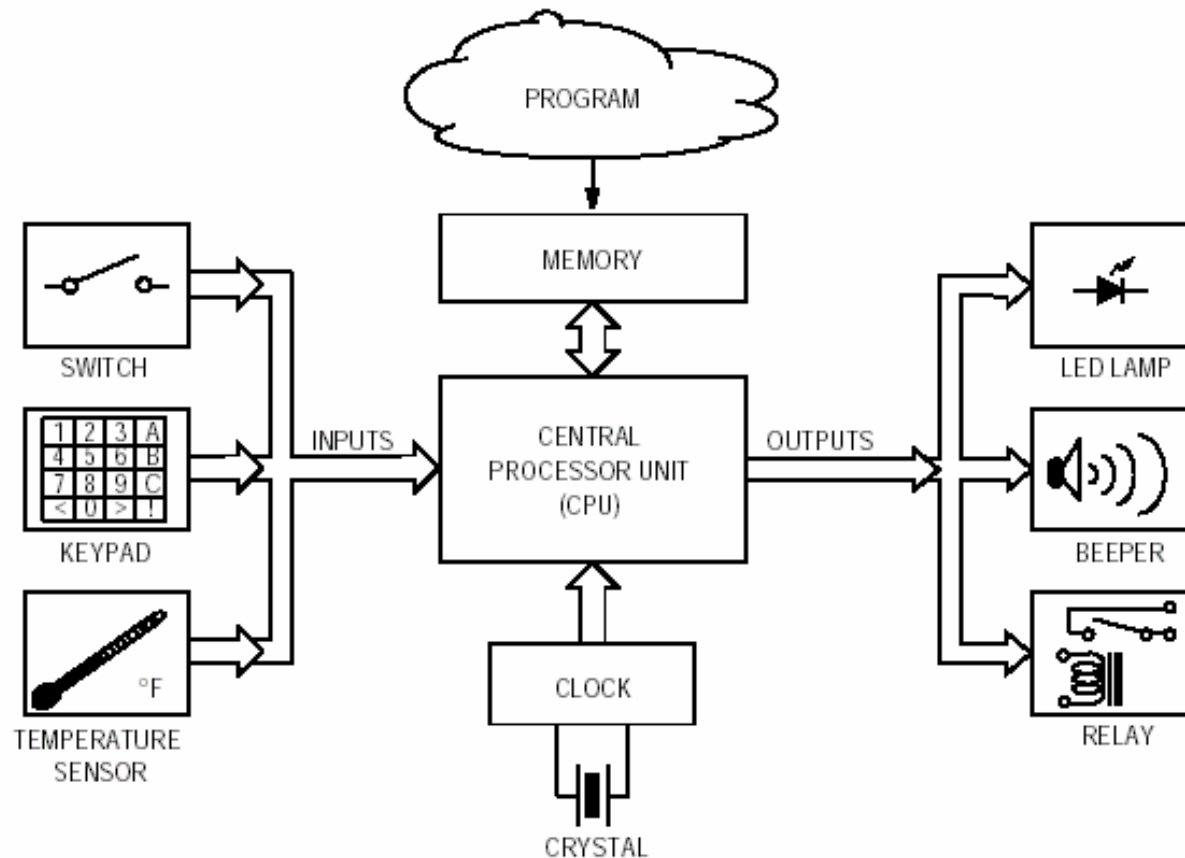 PROGRAM
MEMORY
SWITCH
LED LAMP
1 2 3 A
4 5 6 B
7 8 9 C
< 0 > !
INPUTS
CENTRAL
PROCESSOR UNIT
(CPU)
OUTPUTS
KEYPAD
BEEPER
°F
CLOCK
TEMPERATURE
SENSOR
RELAY
CRYSTAL